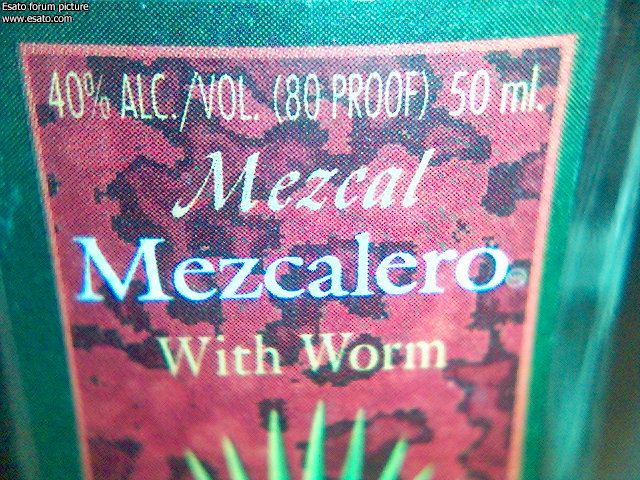 Esato forum picture
www.esato.com
40% ALC./VOL. (80 PROOF) 50 ml.
Mezcal
Mezcalero
With Worm